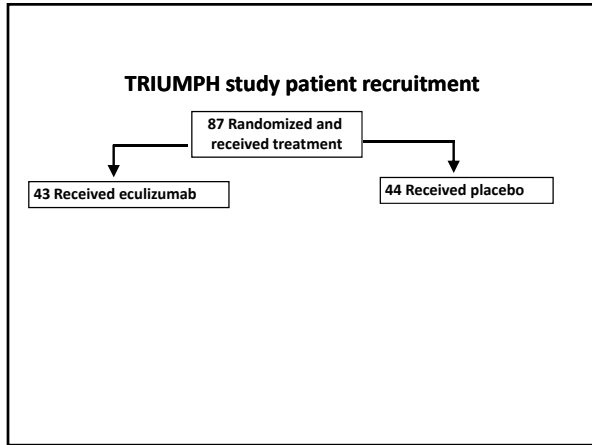 TRIUMPH study patient recruitment
87 Randomized and
received treatment
43 Received eculizumab
44 Received placebo